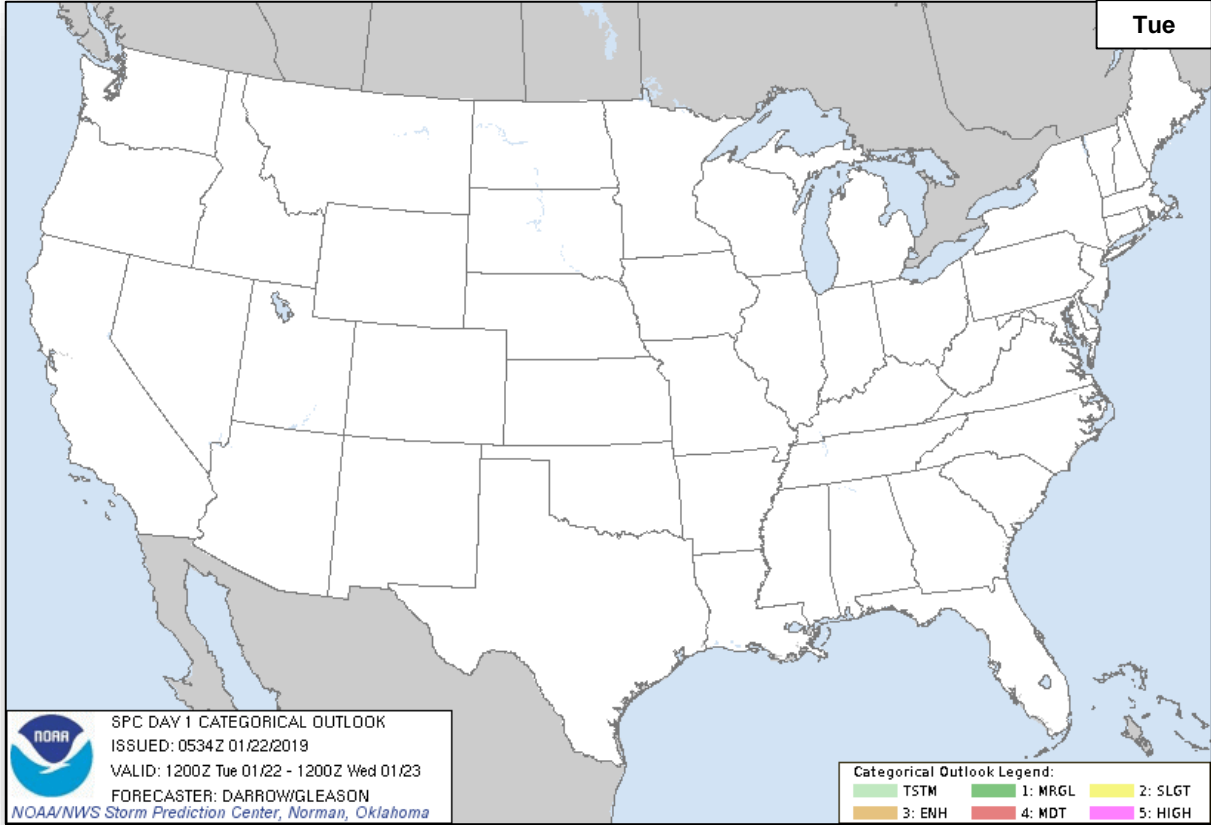 Tue
NOAA
SPC DAY 1 CATEGORICAL OUTLOOK
ISSUED: 0534Z 01/22/2019
VALID: 1200Z Tue 01/22 - 1200Z Wed 01/23
FORECASTER: DARROW/GLEASON
NOAA/NWS Storm Prediction Center, Norman, Oklahoma
Categorical Outlook Legend:
TSTM 1: MRGL 2: SLGT
3: ENH 4: MDT 5: HIGH